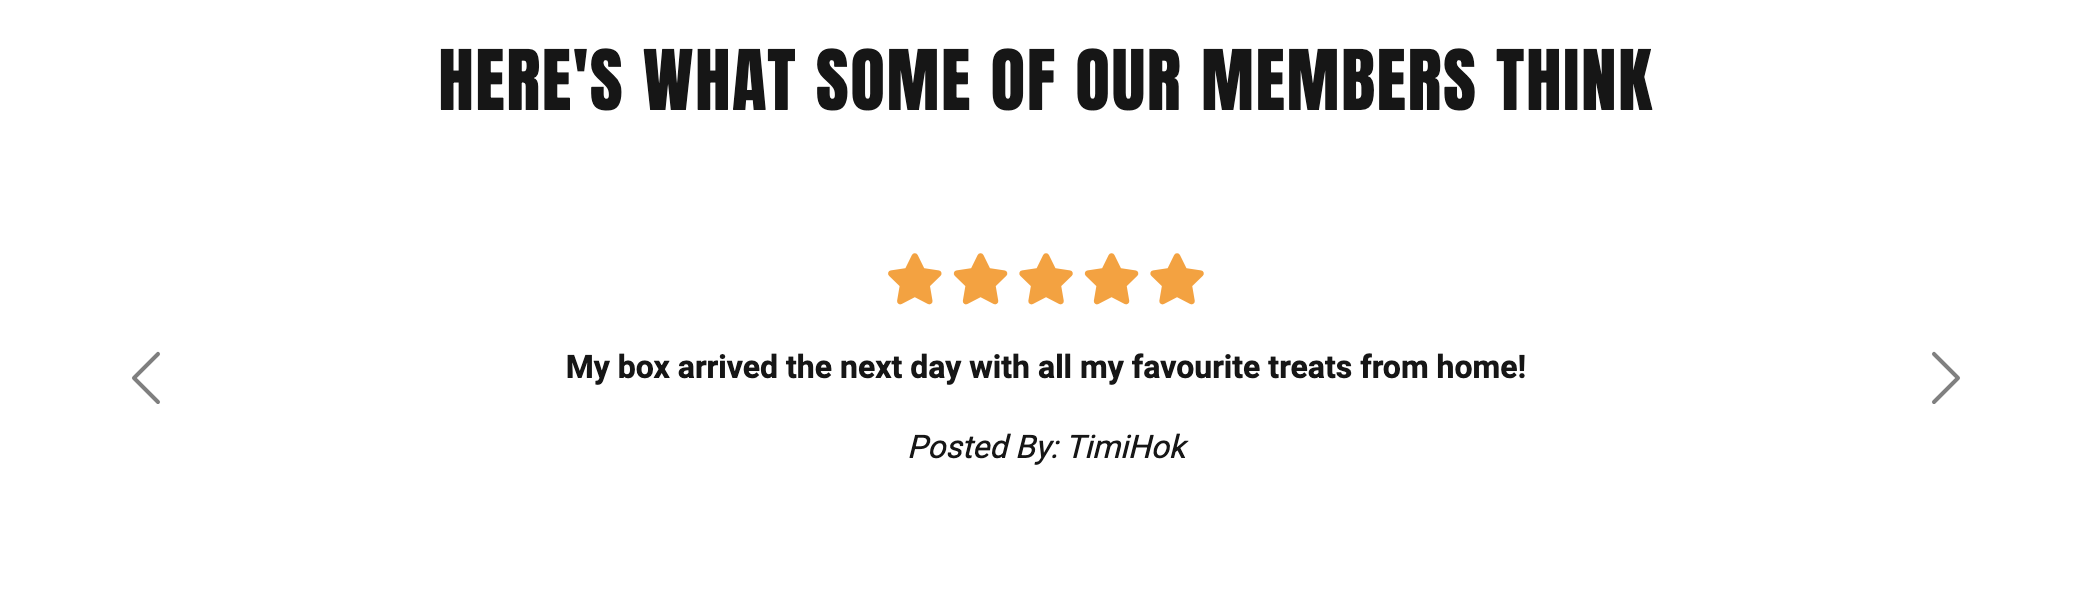 HERE'S WHAT SOME OF OUR MEMBERS THINK
My box arrived the next day with all my favourite treats from home!
Posted By: TimiHok